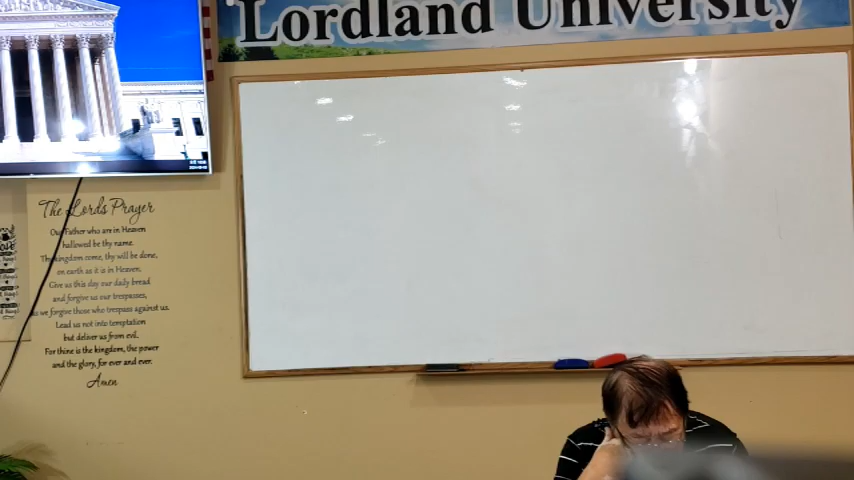 Lordland University
The Lords Prayer
Our Father who are in Heaven
hallowed be thy name.
Thy kingdom come, thy will be done,
on earth as it is in Heaven.
Give us this day our daily bread
and forgive us our trespasses,
as we forgive those who trespass against us.
Lead us not into temptation
but deliver us from evil.
For thine is the kingdom, the power
and the glory, for ever and ever.
Amen